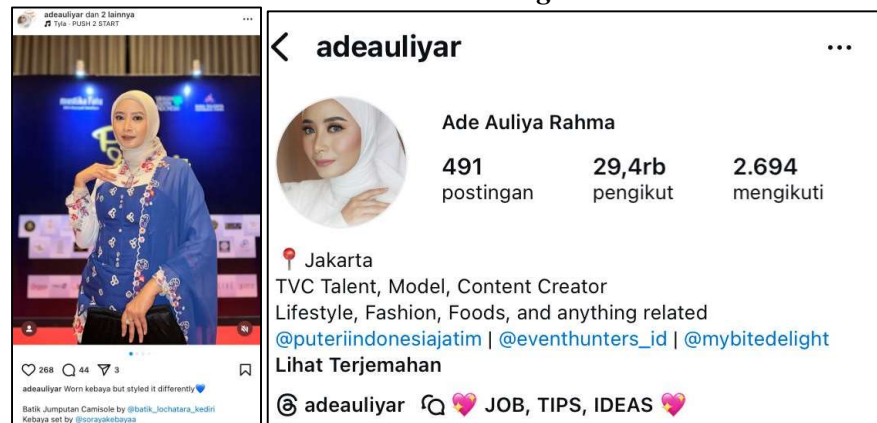 adeauliyar dan 2 lainnya
Tyla · PUSH 2 START
mustika ratu
268 44 3
adeauliyar Worn kebaya but styled it differently💙
Batik Jumputan Camisole by @batik_lochatara_kediri
Kebaya set by @sorayakebayaa
adeauliyar
Ade Auliya Rahma
491 29,4rb 2.694
postingan pengikut mengikuti
📍 Jakarta
TVC Talent, Model, Content Creator
Lifestyle, Fashion, Foods, and anything related
@puteriindonesiajatim | @eventhunters_id | @mybitedelight
Lihat Terjemahan
adeauliyar 💖 JOB, TIPS, IDEAS 💖